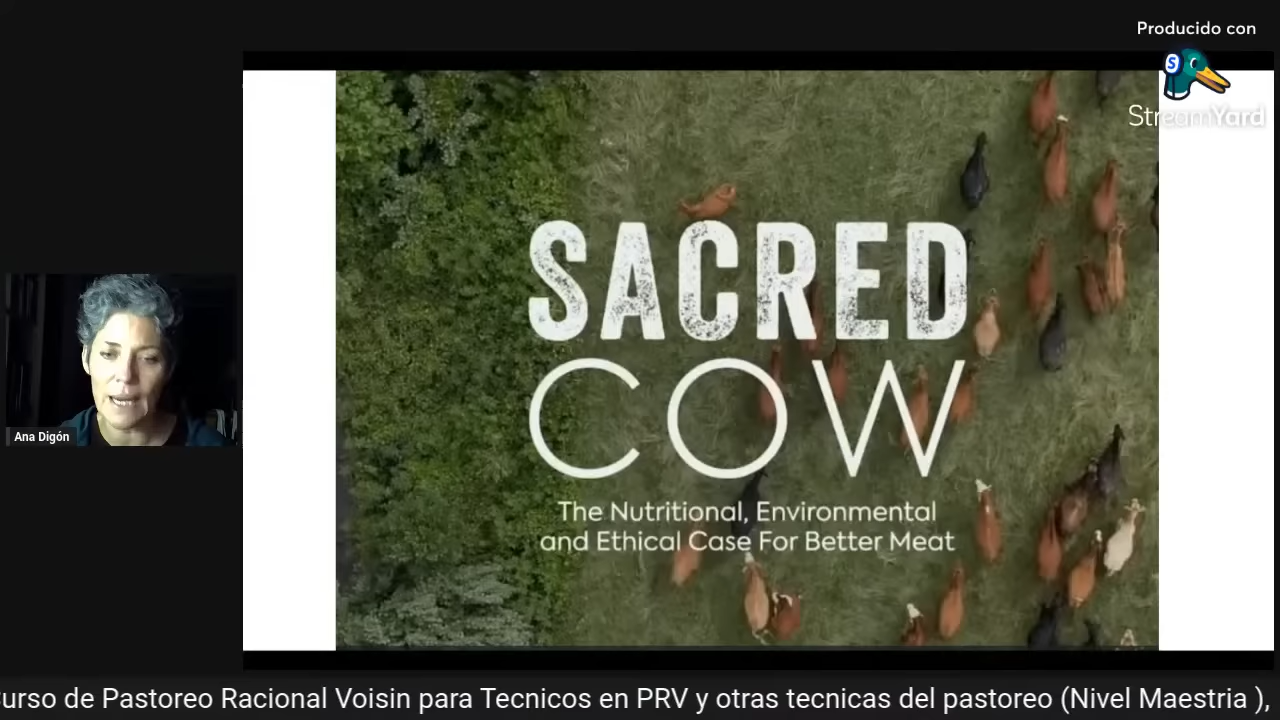 Producido con
StreamYard
SACRED
COW
The Nutritional, Environmental
and Ethical Case For Better Meat
Ana Digón
urso de Pastoreo Racional Voisin para Tecnicos en PRV y otras tecnicas del pastoreo (Nivel Maestria ),